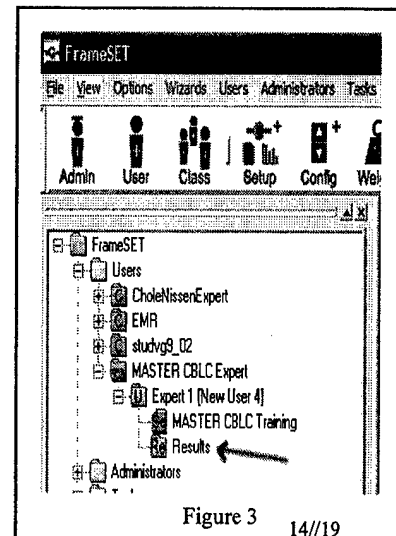 FrameSET
File View Options Wizards Users Administrators Tasks
Admin User Class Setup Config
FrameSET
Users
CholeNissenExpert
EMR
studvg9_02
MASTER CBLC Expert
Expert 1 [New User 4]
MASTER CBLC Training
Results
Administrators
Figure 3
14//19